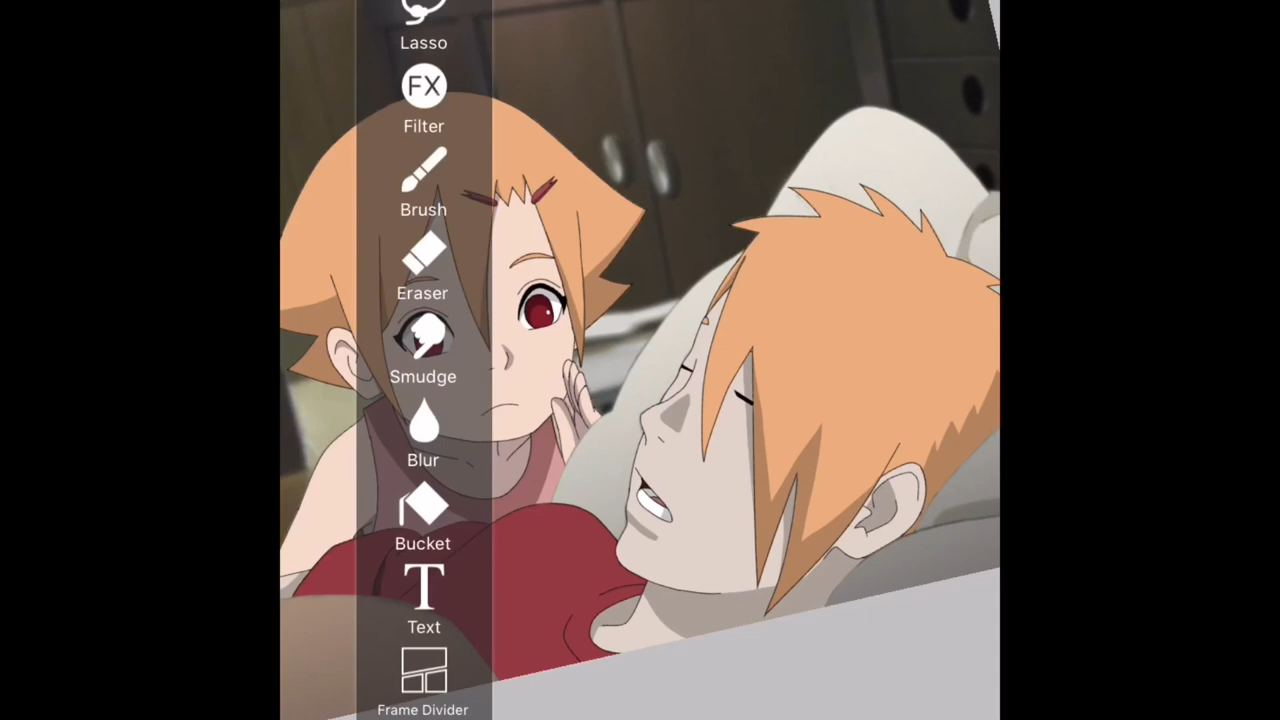 Lasso
FX
Filter
Brush
Eraser
Smudge
Blur
Bucket
T
Text
Frame Divider